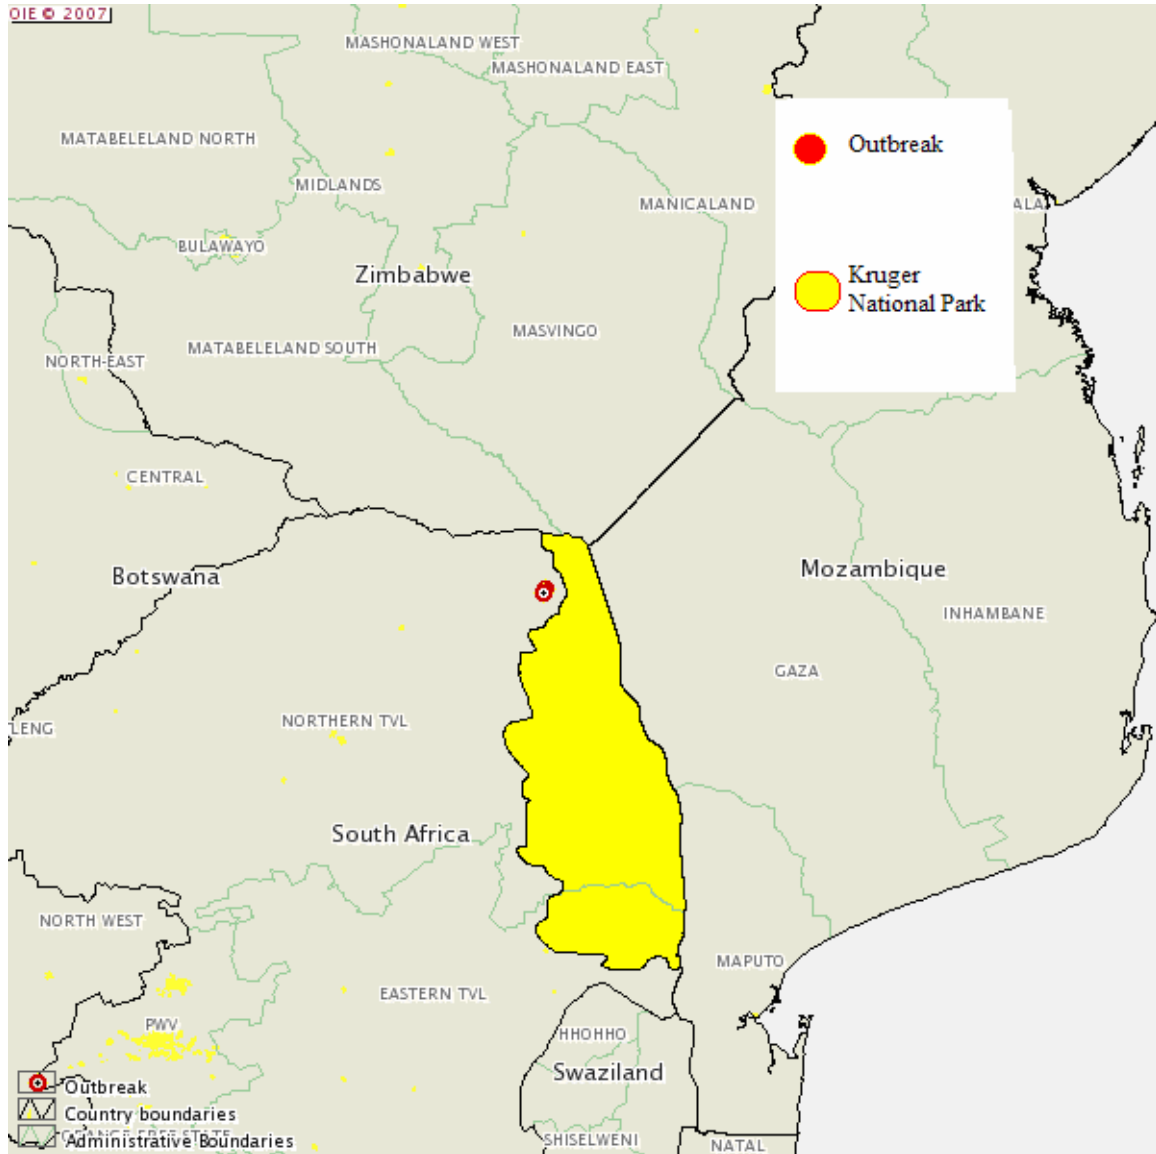 OIE © 2007
MASHONALAND WEST
MASHONALAND EAST
MATABELELAND NORTH
Outbreak
MIDLANDS
MANICALAND
ALA
BULAWAYO
Zimbabwe
Kruger
National Park
MASVINGO
MATABELELAND SOUTH
NORTH-EAST
CENTRAL
Botswana
Mozambique
INHAMBANE
GAZA
NORTHERN TVL
LENG
South Africa
NORTH WEST
MAPUTO
EASTERN TVL
PWV
HHOHHO
Swaziland
Outbreak
Country boundaries
Administrative Boundaries
SHISELWENI
NATAL